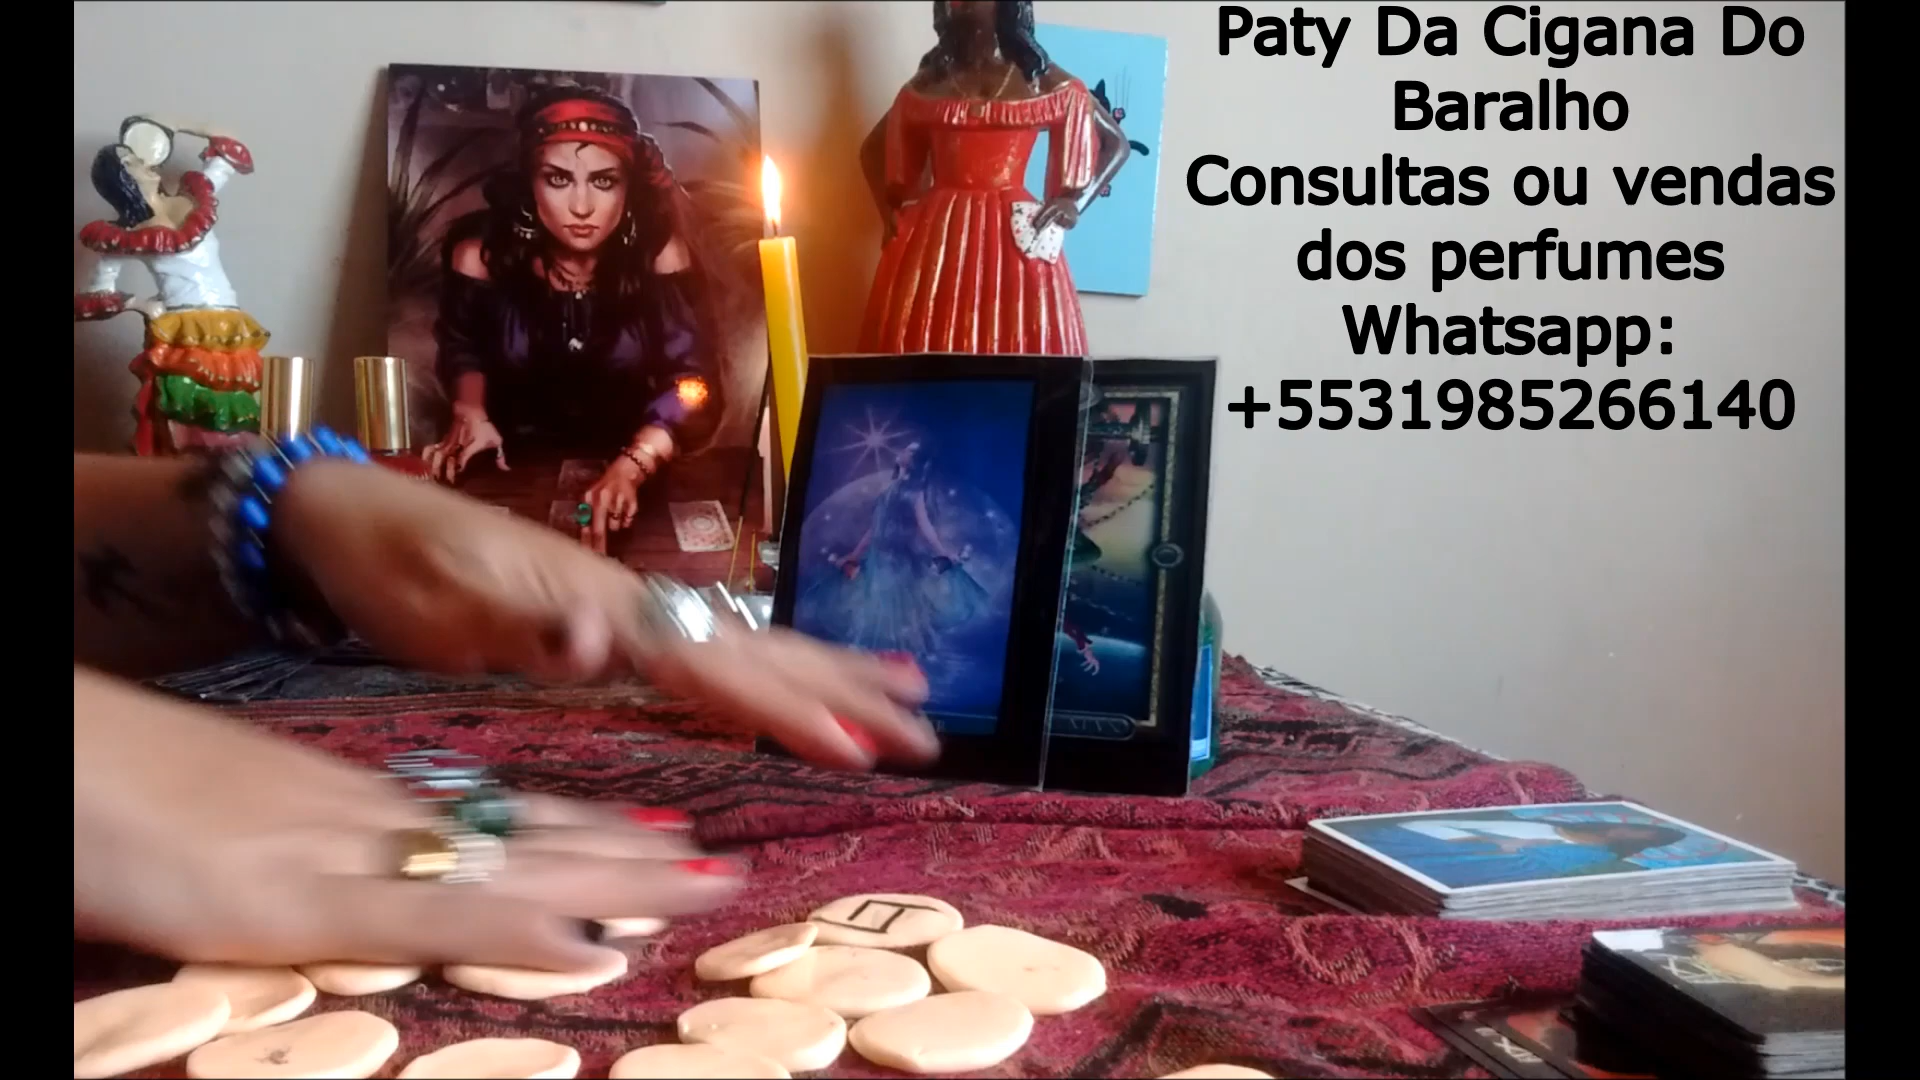 Paty Da Cigana Do
Baralho
Consultas ou vendas
dos perfumes
Whatsapp:
+5531985266140